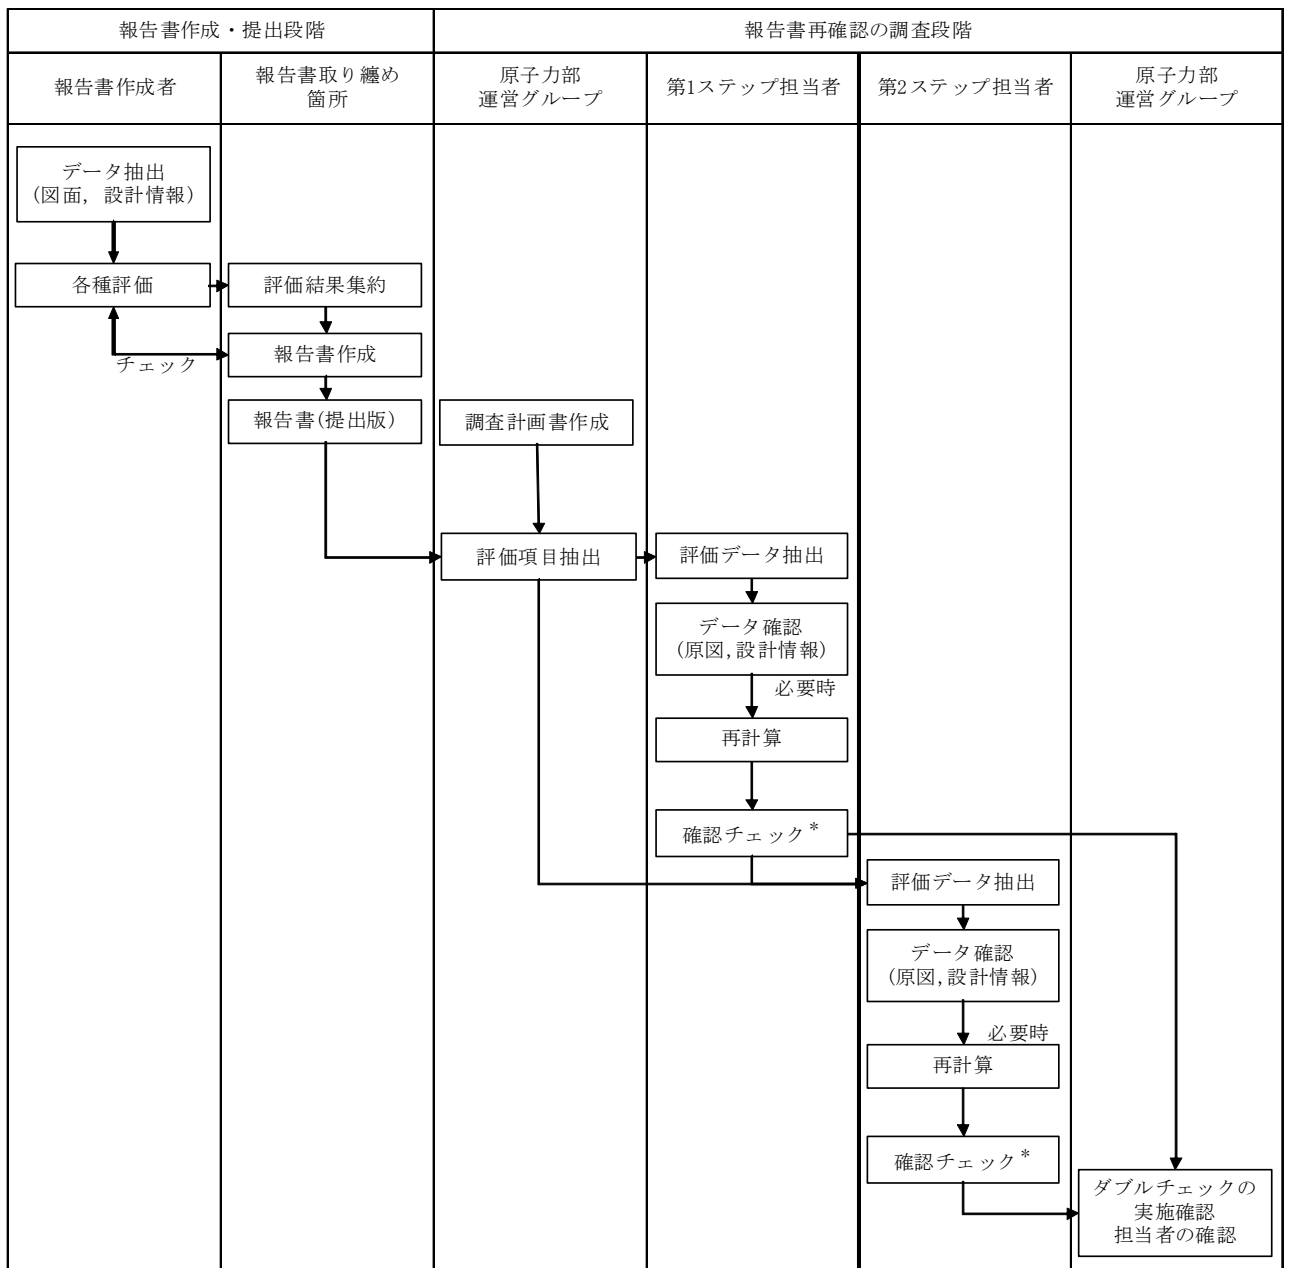 報告書作成・提出段階
報告書再確認の調査段階
報告書作成者
報告書取り纏め
箇所
原子力部
運営グループ
第1ステップ担当者
第2ステップ担当者
原子力部
運営グループ
データ抽出
(図面，設計情報)
各種評価
評価結果集約
チェック
報告書作成
報告書(提出版)
調査計画書作成
評価項目抽出
評価データ抽出
データ確認
(原図,設計情報)
必要時
再計算
確認チェック*
評価データ抽出
データ確認
(原図,設計情報)
必要時
再計算
確認チェック*
ダブルチェックの
実施確認
担当者の確認